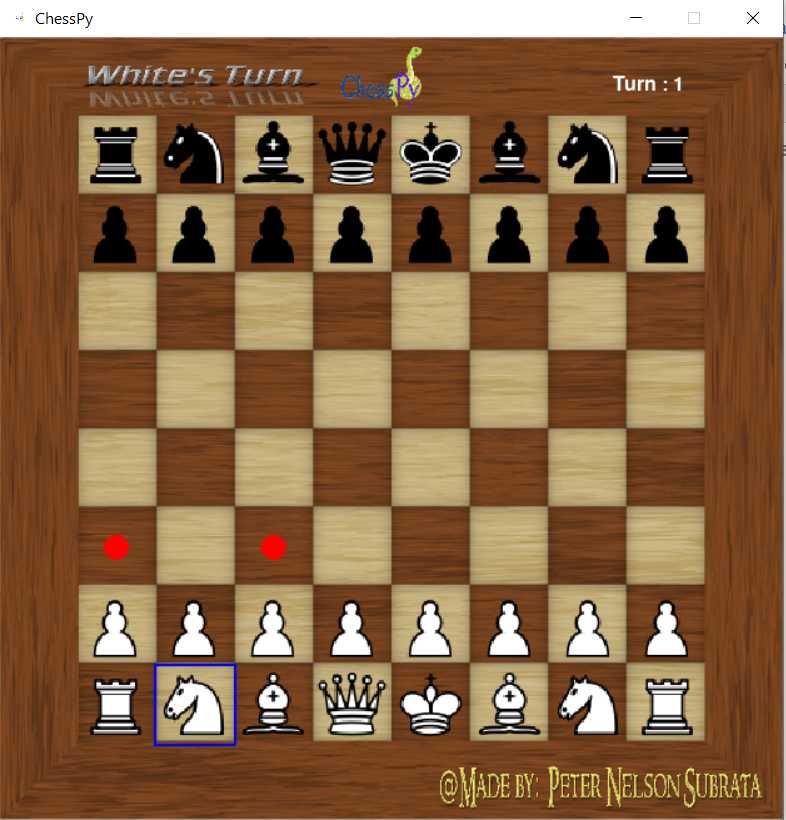 ChessPy
White's Turn
ChessPy
Turn : 1
@Made by: Peter Nelson Subrata